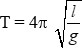 T = 4π √(l/g)